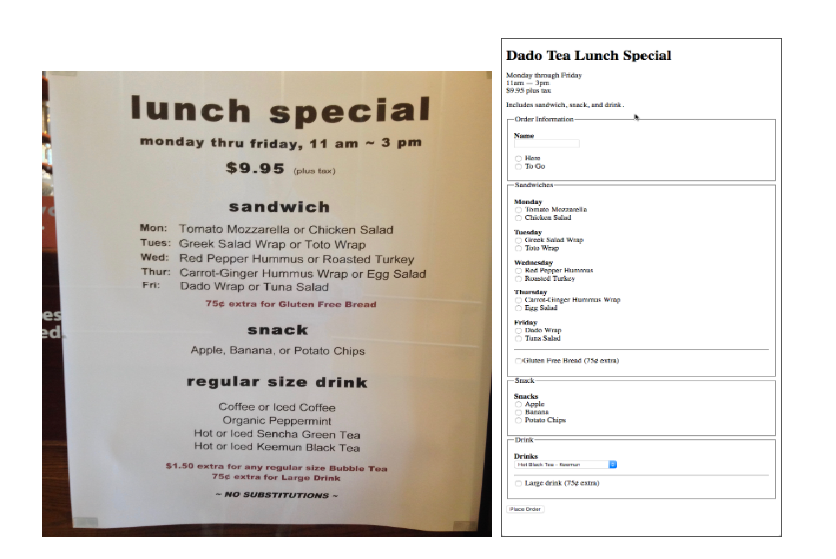 lunch special
monday thru friday, 11 am ~ 3 pm
$9.95 (plus tax)
sandwich
Mon: Tomato Mozzarella or Chicken Salad
Tues: Greek Salad Wrap or Toto Wrap
Wed: Red Pepper Hummus or Roasted Turkey
Thur: Carrot-Ginger Hummus Wrap or Egg Salad
Fri: Dado Wrap or Tuna Salad
75¢ extra for Gluten Free Bread
snack
Apple, Banana, or Potato Chips
regular size drink
Coffee or Iced Coffee
Organic Peppermint
Hot or Iced Sencha Green Tea
Hot or Iced Keemun Black Tea
$1.50 extra for any regular size Bubble Tea
75¢ extra for Large Drink
~ NO SUBSTITUTIONS ~
es
ed
Dado Tea Lunch Special
Monday through Friday
11am — 3pm
$9.95 plus tax
Includes sandwich, snack, and drink.
Order Information
Name
Here
To Go
Sandwiches
Monday
Tomato Mozzarella
Chicken Salad
Tuesday
Greek Salad Wrap
Toto Wrap
Wednesday
Red Pepper Hummus
Roasted Turkey
Thursday
Carrot-Ginger Hummus Wrap
Egg Salad
Friday
Dado Wrap
Tuna Salad
Gluten Free Bread (75¢ extra)
Snack
Snacks
Apple
Banana
Potato Chips
Drink
Drinks
Hot Black Tea - Keemun
Large drink (75¢ extra)
Place Order